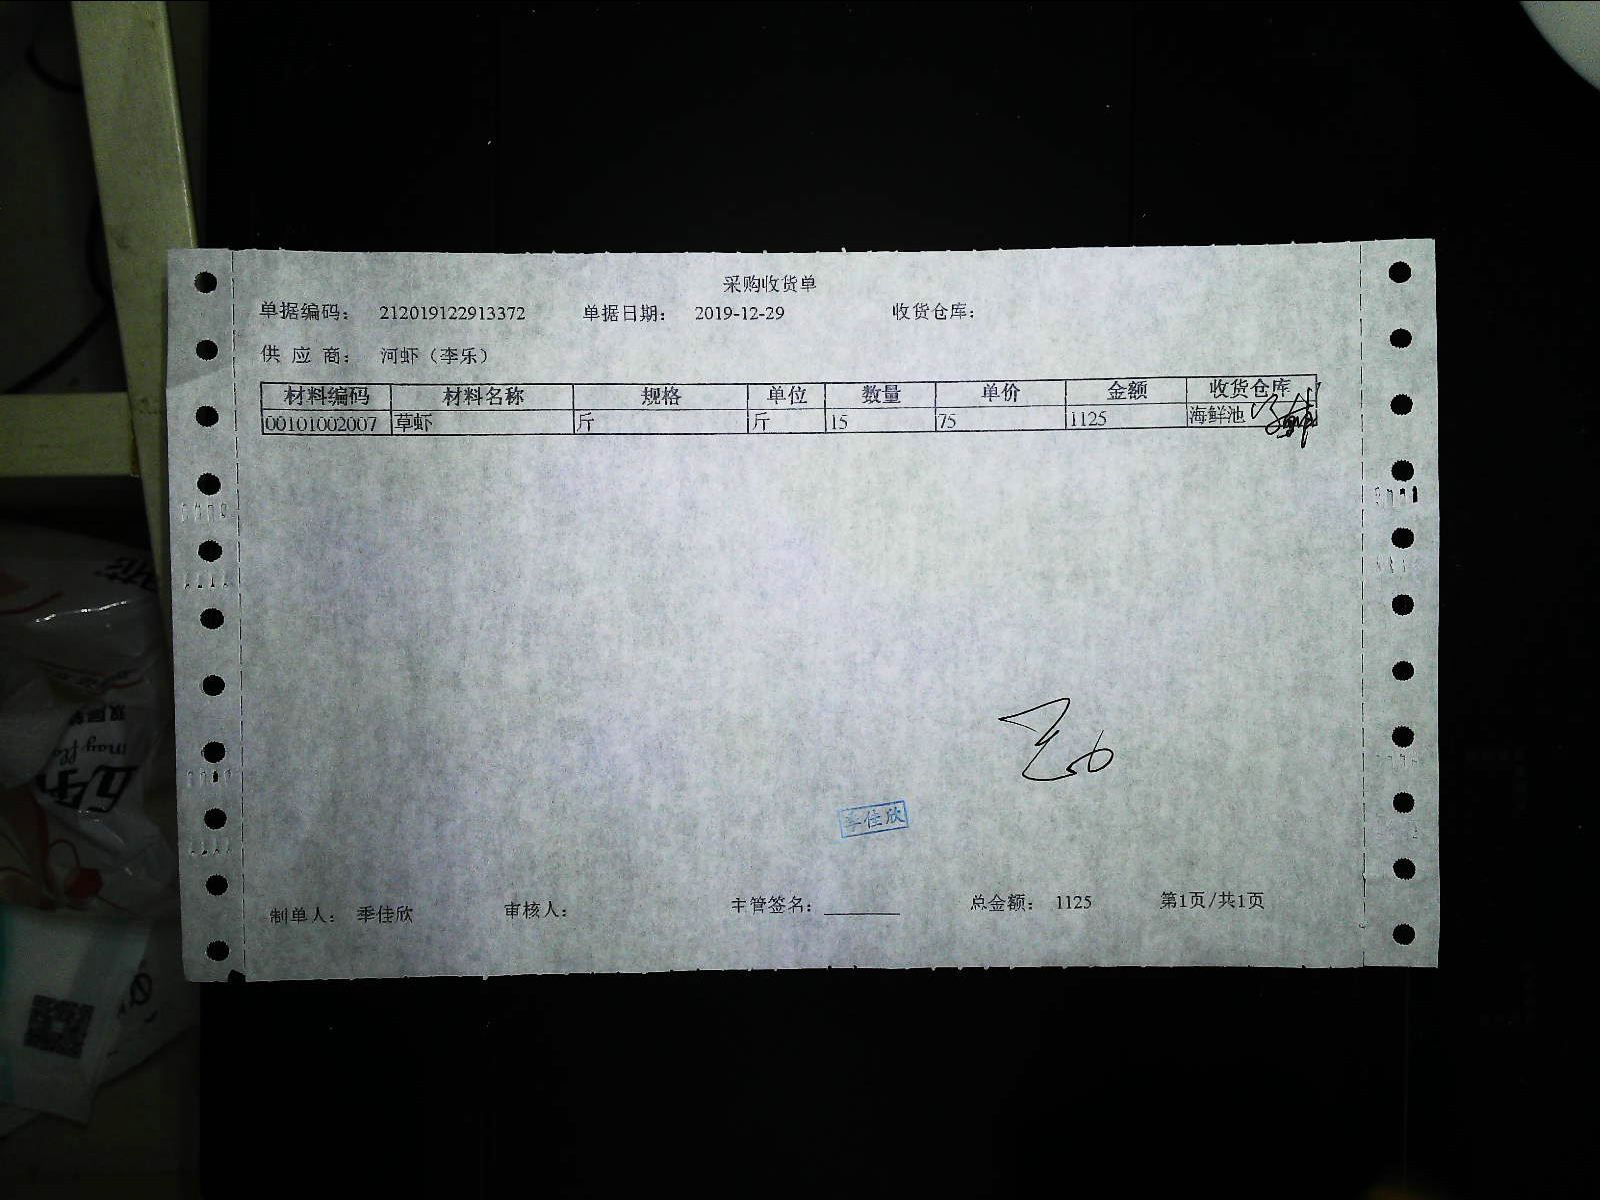 采购收货单
单据编码： 212019122913372 单据日期： 2019-12-29 收货仓库：
供 应 商： 河虾（李乐）
材料编码 材料名称 规格 单位 数量 单价 金额 收货仓库
00101002007 草虾 斤 斤 15 75 1125 海鲜池
季佳欣
制单人： 季佳欣 审核人： 主管签名： 总金额： 1125 第1页/共1页
may flo